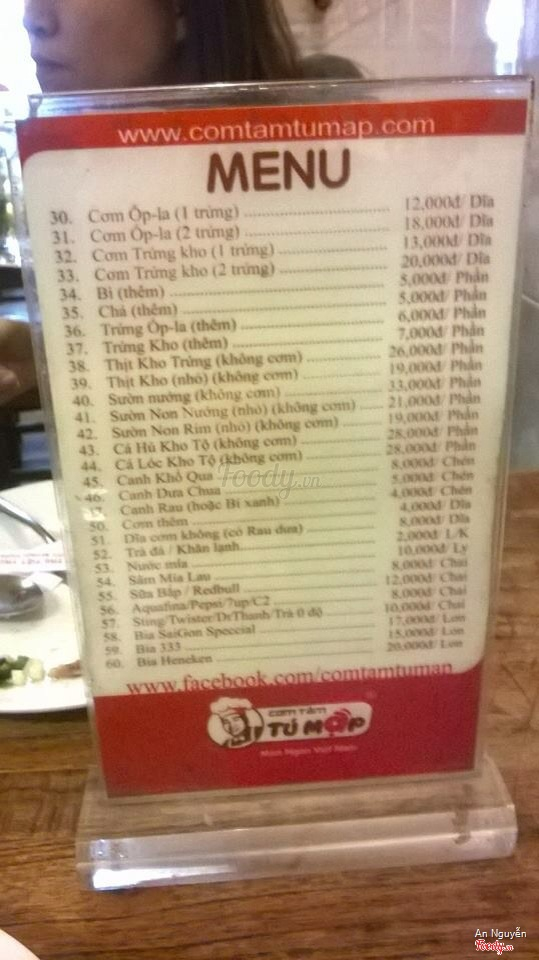 www.comtamtumap.com
MENU
30. Cơm Ốp-la (1 trứng) 12,000đ/ Dĩa
31. Cơm Ốp-la (2 trứng) 18,000đ/ Dĩa
32. Cơm Trứng kho (1 trứng) 13,000đ/ Dĩa
33. Cơm Trứng kho (2 trứng) 20,000đ/ Dĩa
34. Bì (thêm) 5,000đ/ Phần
35. Chả (thêm) 5,000đ/ Phần
36. Trứng Ốp-la (thêm) 6,000đ/ Phần
37. Trứng Kho (thêm) 7,000đ/ Phần
38. Thịt Kho Trứng (không cơm) 26,000đ/ Phần
39. Thịt Kho (nhỏ) (không cơm) 19,000đ/ Phần
40. Sườn nướng (không cơm) 33,000đ/ Phần
41. Sườn Non Nướng (nhỏ) (không cơm) 21,000đ/ Phần
42. Sườn Non Rim (nhỏ) (không cơm) 19,000đ/ Phần
43. Cá Hú Kho Tộ (không cơm) 28,000đ/ Phần
44. Cá Lóc Kho Tộ (không cơm) 28,000đ/ Phần
45. Canh Khổ Qua 8,000đ/ Chén
46. Canh Dưa Chua 5,000đ/ Chén
47. Canh Rau (hoặc Bí xanh) 4,000đ/ Chén
50. Cơm thêm 4,000đ/ Dĩa
51. Dĩa cơm không (có Rau dưa) 8,000đ/ Dĩa
52. Trà đá / Khăn lạnh 2,000đ/ L/K
53. Nước mía 10,000đ/ Ly
54. Sâm Mía Lau 8,000đ/ Chai
55. Sữa Bắp / Redbull 12,000đ/ Chai
56. Aquafina/Pepsi/7up/C2 8,000đ/ Chai
57. Sting/Twister/DrThanh/Trà 0 độ 10,000đ/ Chai
58. Bia SaiGon Speccial 17,000đ/ Lon
59. Bia 333 15,000đ/ Lon
60. Bia Heneken 20,000đ/ Lon
www.facebook.com/comtamtuman
CƠM TẤM
TÚ MẬP
Món Ngon Việt Nam
Foody.vn
An Nguyễn
Foody.vn